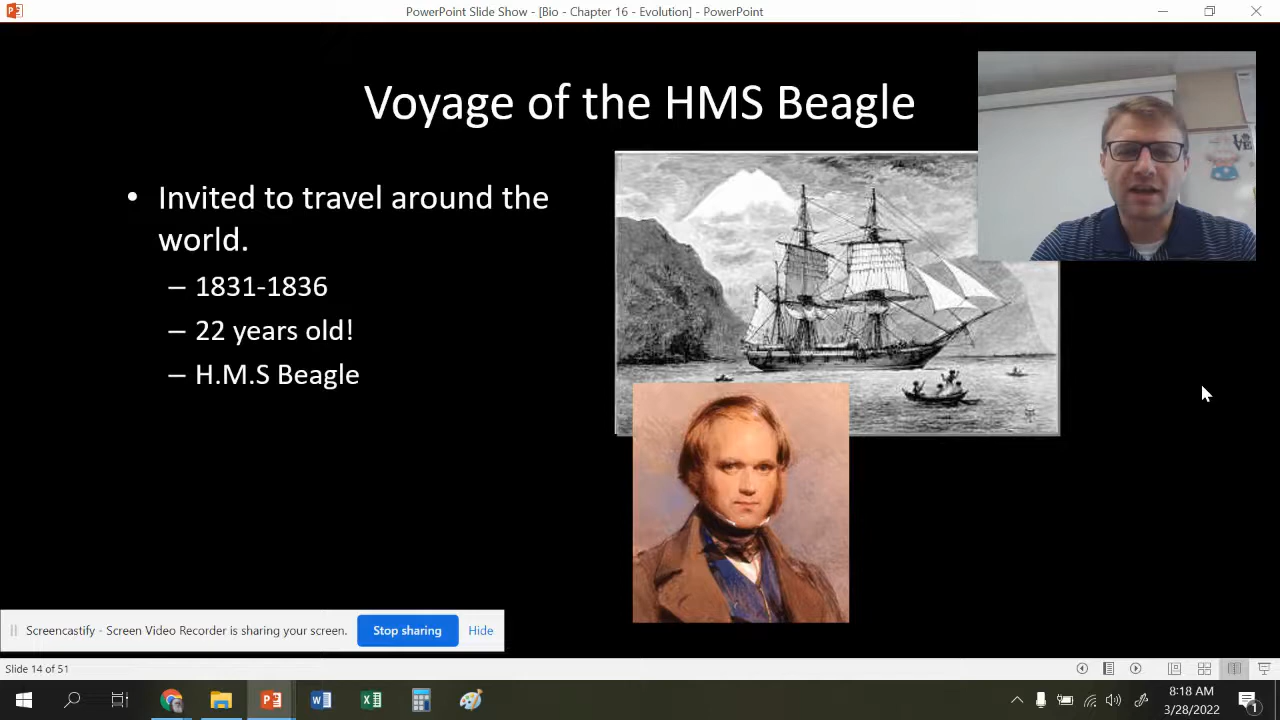 PowerPoint Slide Show - [Bio - Chapter 16 - Evolution] - PowerPoint
Voyage of the HMS Beagle
• Invited to travel around the
world.
– 1831-1836
– 22 years old!
– H.M.S Beagle
LOVE
Screencastify - Screen Video Recorder is sharing your screen.
Stop sharing
Hide
Slide 14 of 51
8:18 AM
3/28/2022
1